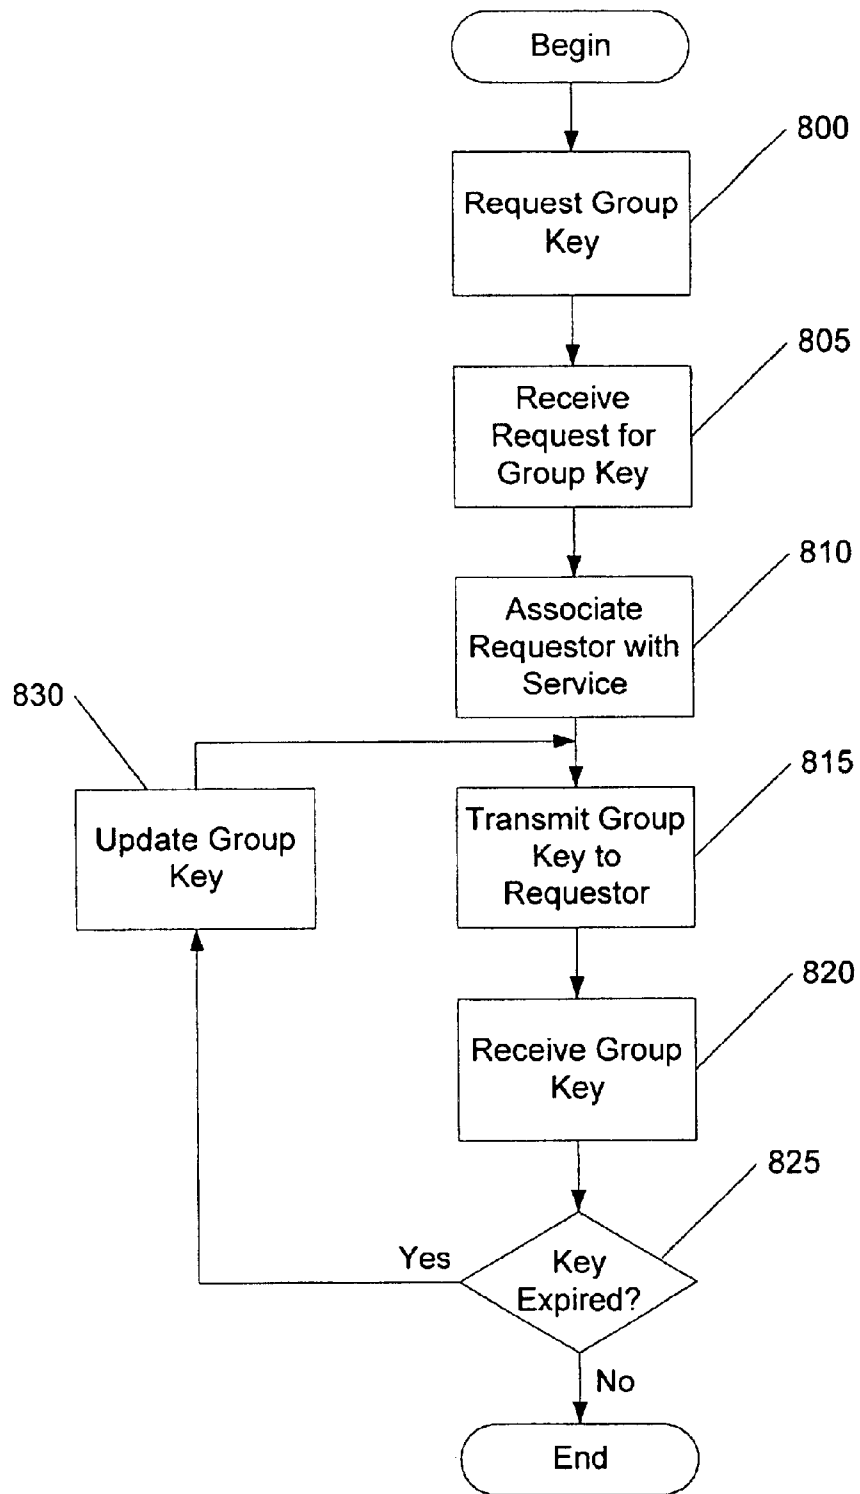 Begin
800
Request Group
Key
805
Receive
Request for
Group Key
810
Associate
Requestor with
Service
830
815
Update Group
Key
Transmit Group
Key to
Requestor
820
Receive Group
Key
825
Yes
Key
Expired?
No
End